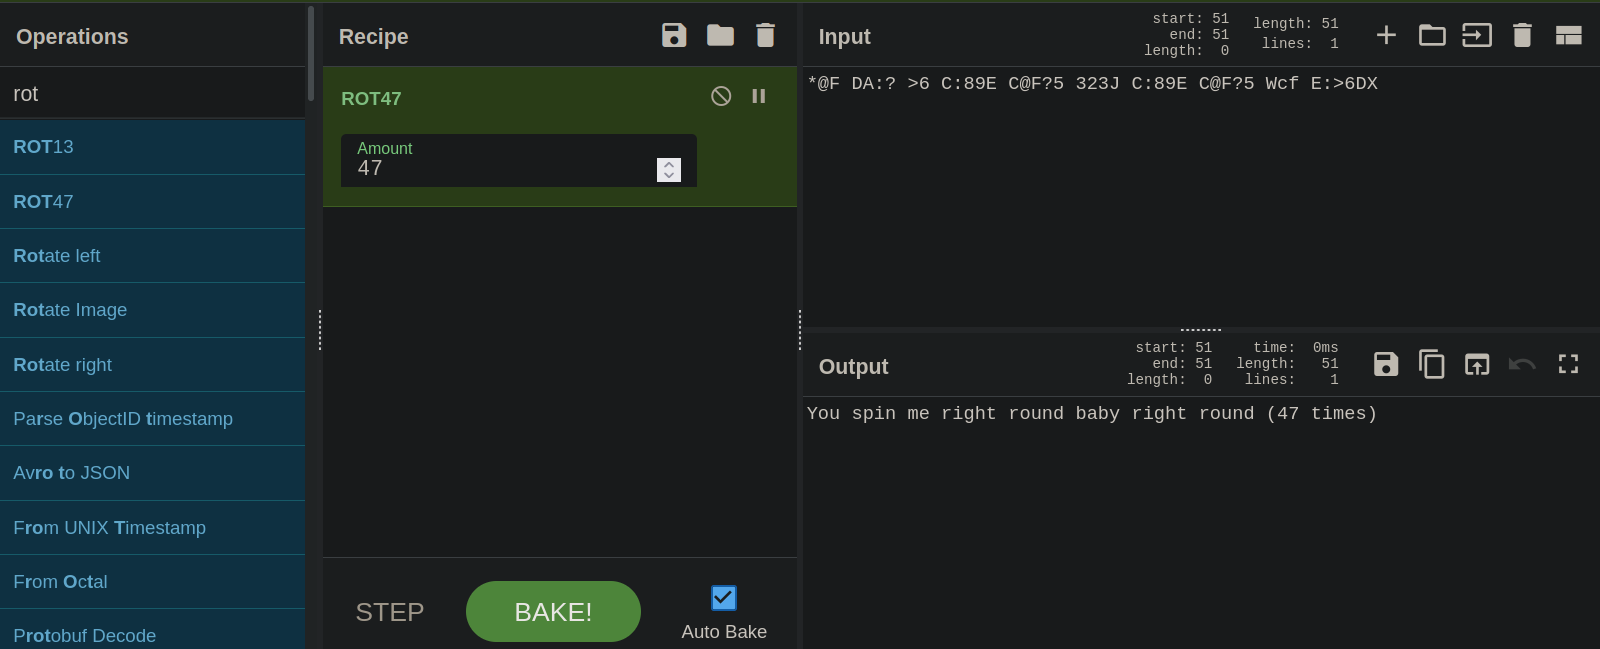 Operations
rot
ROT13
ROT47
Rotate left
Rotate Image
Rotate right
Parse ObjectID timestamp
Avro to JSON
From UNIX Timestamp
From Octal
Protobuf Decode
Recipe
ROT47
Amount
47
STEP
BAKE!
Auto Bake
Input
start: 51
end: 51
length: 0
length: 51
lines: 1
*@F DA:? >6 C:89E C@F?5 323J C:89E C@F?5 Wcf E:>6DX
Output
start: 51
end: 51
length: 0
time: 0ms
length: 51
lines: 1
You spin me right round baby right round (47 times)